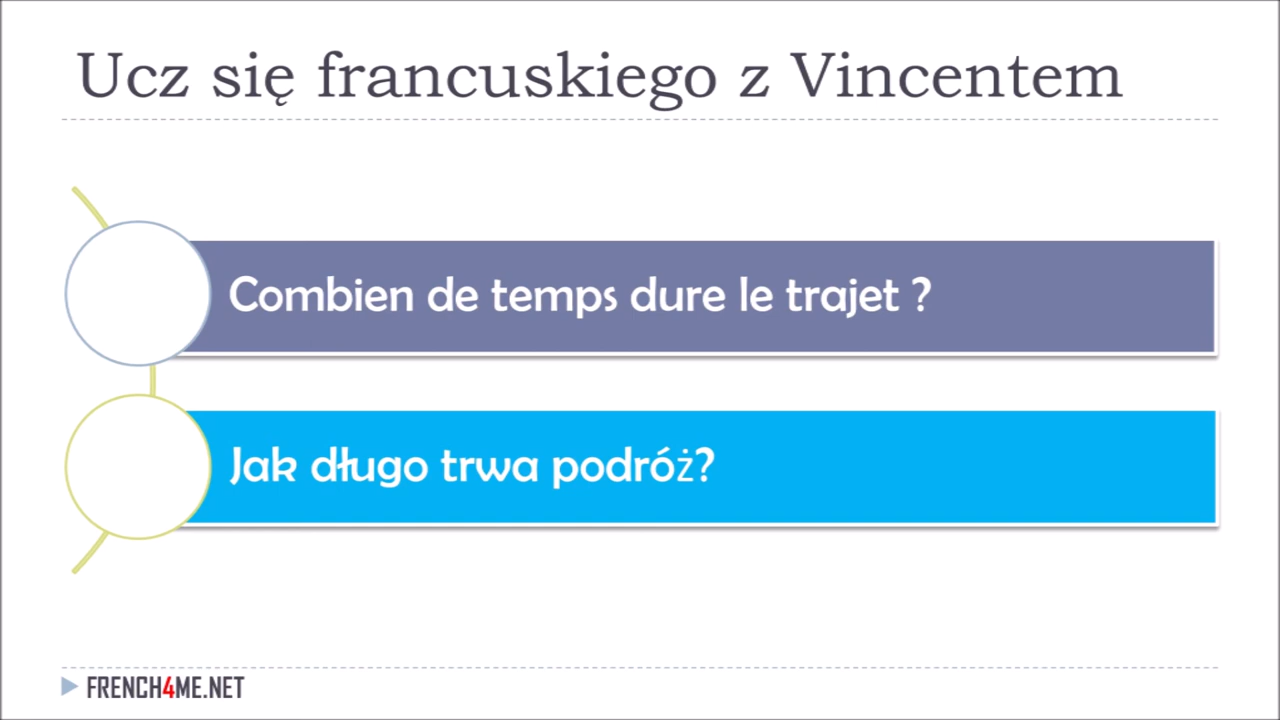 Ucz się francuskiego z Vincentem
Combien de temps dure le trajet ?
Jak długo trwa podróż?
FRENCH4ME.NET